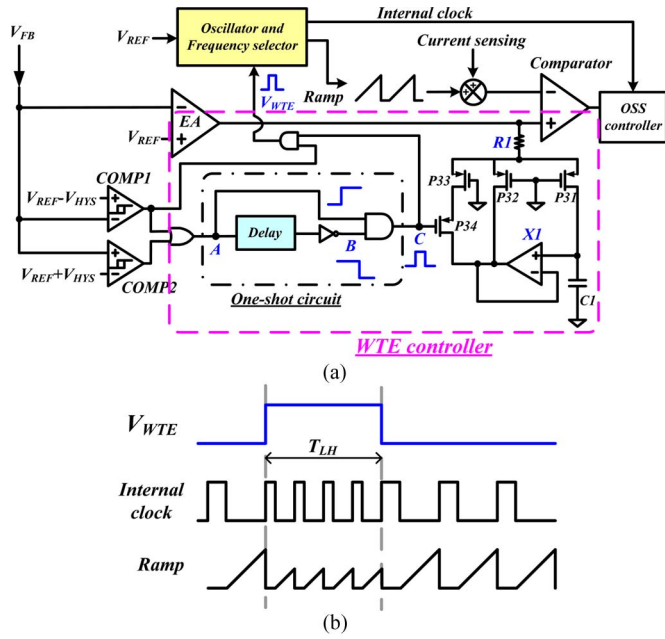 Internal clock
Oscillator and
Frequency selector
V_FB
V_REF
Current sensing
Comparator
Ramp
V_WTE
EA
V_REF
OSS
controller
R1
COMP1
V_REF-V_HYS
P33
P32
P31
P34
Delay
A
B
C
X1
V_REF+V_HYS
COMP2
C1
One-shot circuit
WTE controller
(a)
V_WTE
T_LH
Internal
clock
Ramp
(b)